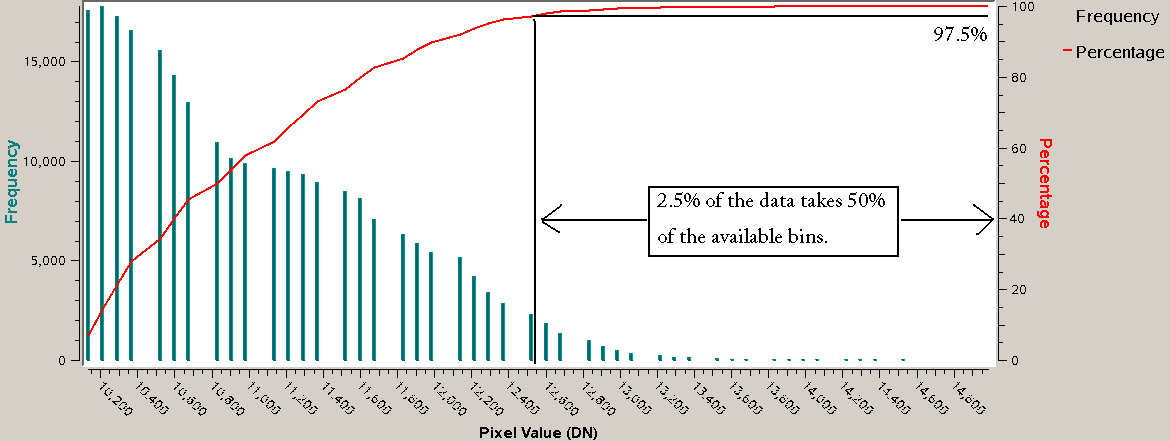 100
Frequency
97.5%
Percentage
15,000
80
10,000
60
Frequency
Percentage
2.5% of the data takes 50%
of the available bins.
40
5,000
20
0
0
10,200 10,400 10,600 10,800 11,000 11,200 11,400 11,600 11,800 12,000 12,200 12,400 12,600 12,800 13,000 13,200 13,400 13,600 13,800 14,000 14,200 14,400 14,600 14,800
Pixel Value (DN)